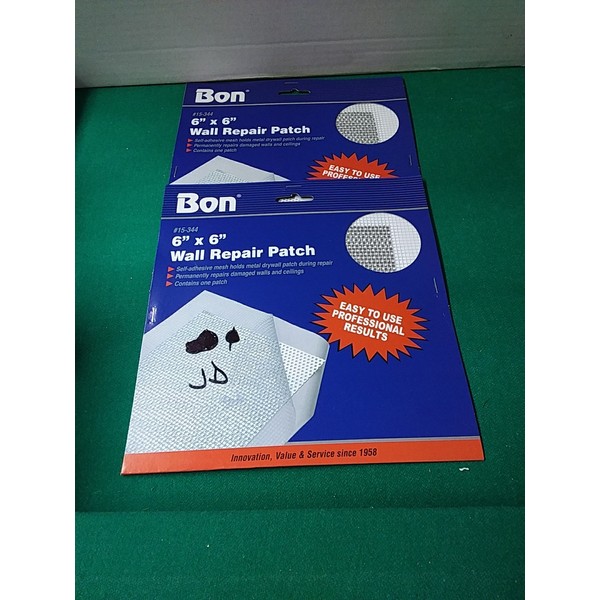 Bon
#15-344
6" x 6"
Wall Repair Patch
Self-adhesive mesh holds metal drywall patch during repair
Permanently repairs damaged walls and ceilings
Contains one patch
EASY TO USE
PROFESSIONAL
Bon®
#15-344
6" x 6"
Wall Repair Patch
Self-adhesive mesh holds metal drywall patch during repair
Permanently repairs damaged walls and ceilings
Contains one patch
EASY TO USE
PROFESSIONAL
RESULTS
Innovation, Value & Service since 1958